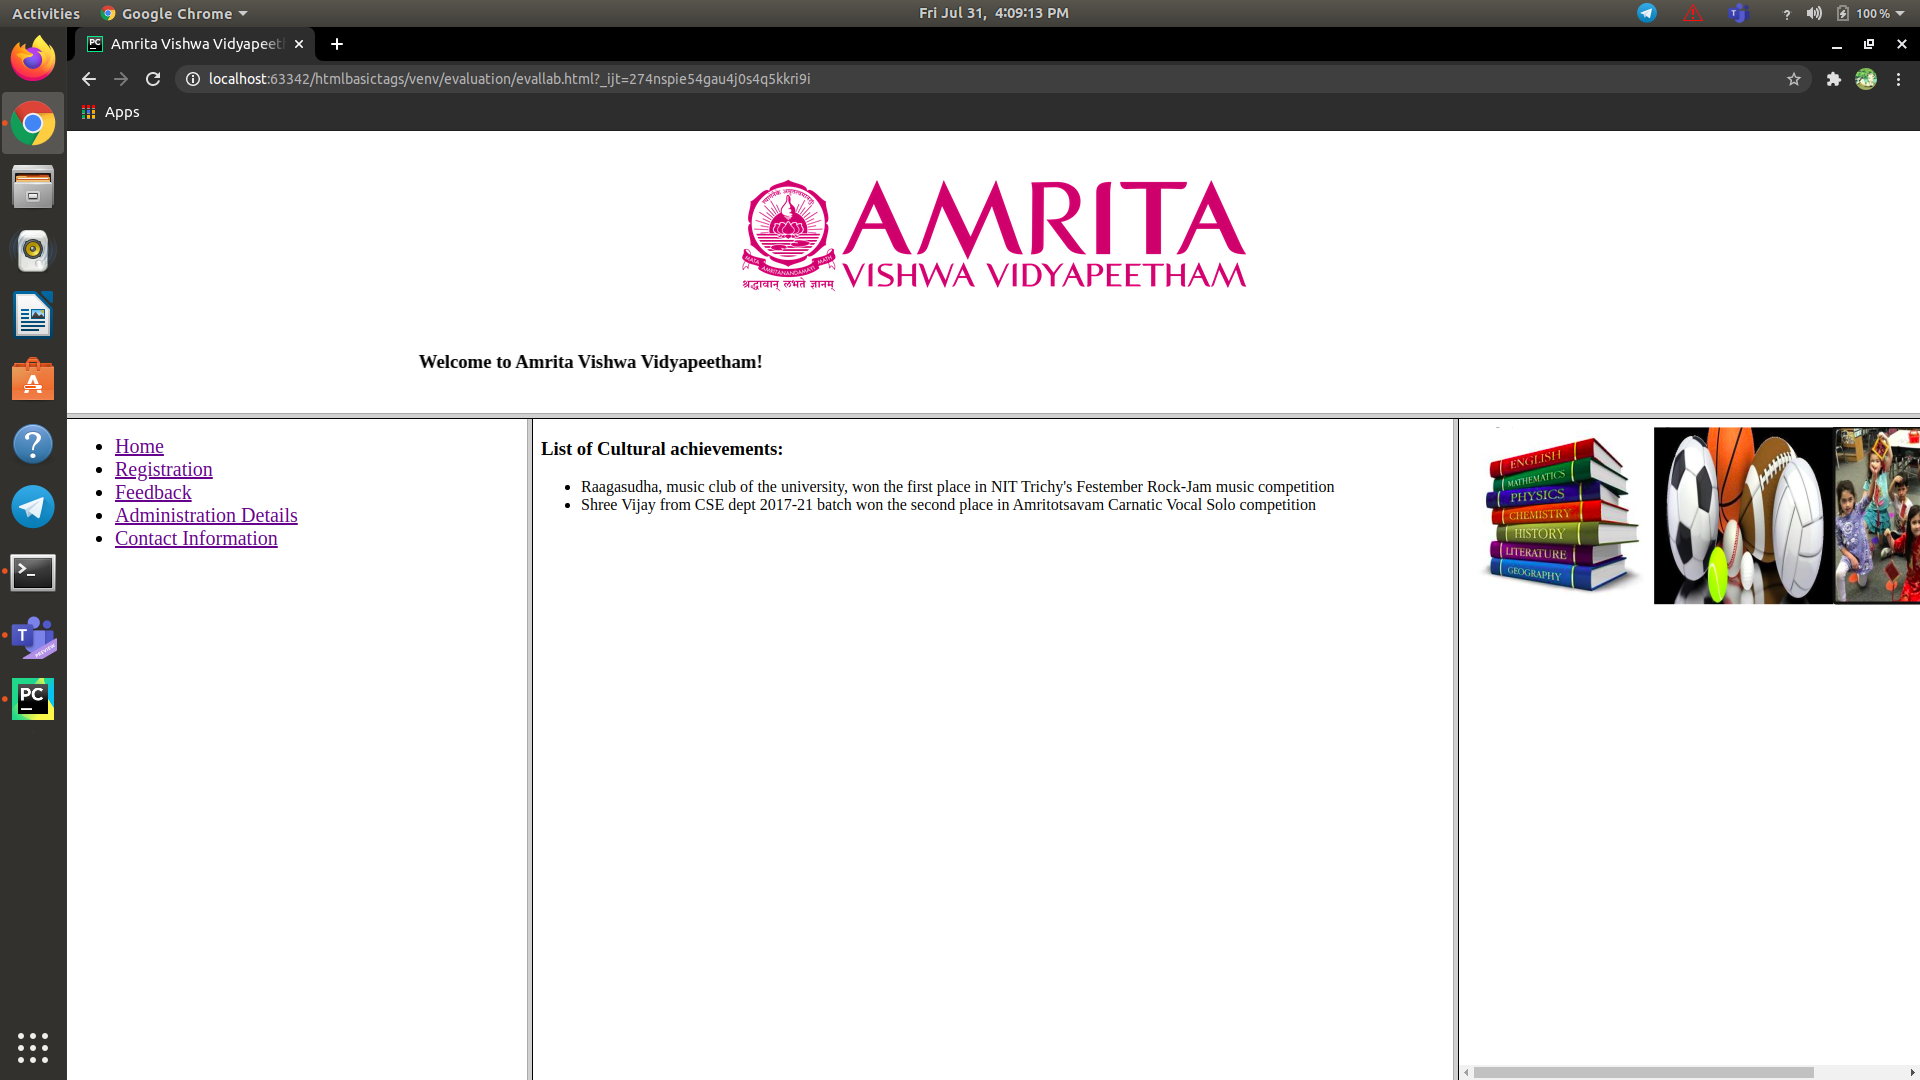 Activities Google Chrome Fri Jul 31, 4:09:13 PM ? 100 %
Amrita Vishwa Vidyapeeth
localhost:63342/htmlbasictags/venv/evaluation/evallab.html?_ijt=274nspie54gau4j0s4q5kkri9i
Apps
AMRITA
VISHWA VIDYAPEETHAM
MATA AMRITANANDAMAYI MATH
श्रद्धावान् लभते ज्ञानम्
Welcome to Amrita Vishwa Vidyapeetham!
Home
Registration
Feedback
Administration Details
Contact Information
List of Cultural achievements:
Raagasudha, music club of the university, won the first place in NIT Trichy's Festember Rock-Jam music competition
Shree Vijay from CSE dept 2017-21 batch won the second place in Amritotsavam Carnatic Vocal Solo competition
ENGLISH
MATHEMATICS
PHYSICS
CHEMISTRY
HISTORY
LITERATURE
GEOGRAPHY
A
?
>_
T
PREVIEW
PC